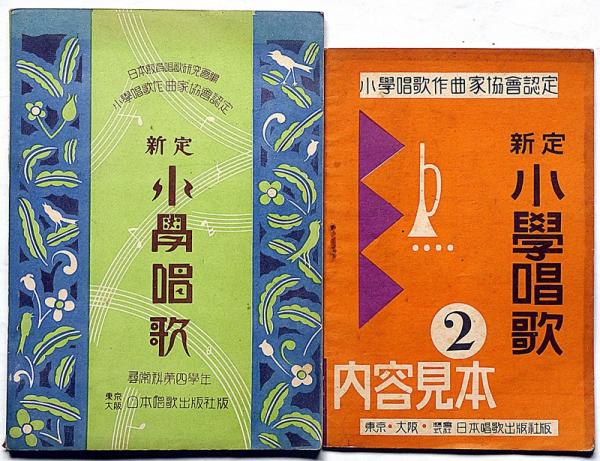 日本教育唱歌研究會編
小學唱歌作曲家協會認定
新定
小學唱歌
尋常科第四學年
東京
大阪
日本唱歌出版社版
小學唱歌作曲家協會認定
新定
小學唱歌
2
内容見本
東京・大阪・
日本唱歌出版社版